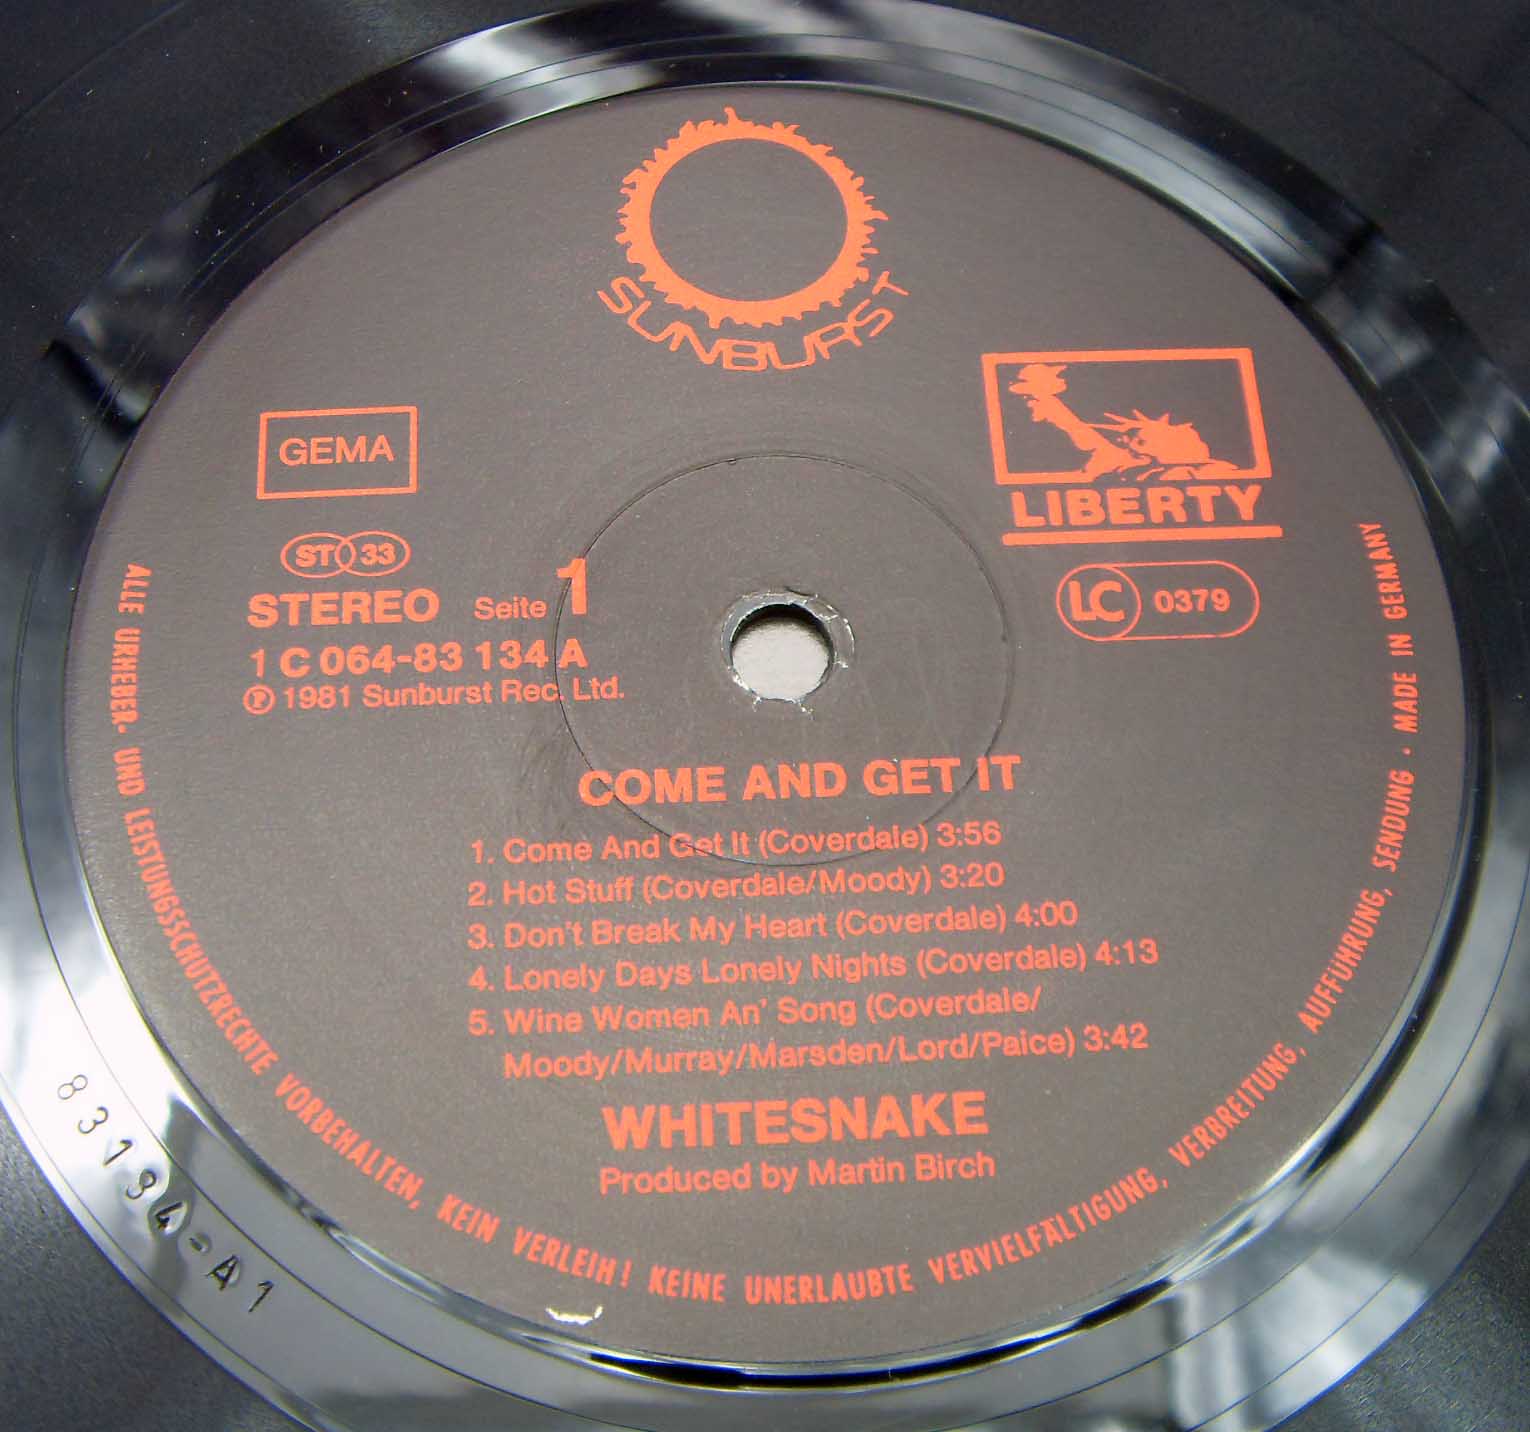 SUNBURST
GEMA
LIBERTY
ST 33
LC 0379
STEREO Seite 1
1 C 064-83 134 A
℗ 1981 Sunburst Rec. Ltd.
COME AND GET IT
1. Come And Get It (Coverdale) 3:56
2. Hot Stuff (Coverdale/Moody) 3:20
3. Don't Break My Heart (Coverdale) 4:00
4. Lonely Days Lonely Nights (Coverdale) 4:13
5. Wine Women An' Song (Coverdale/
Moody/Murray/Marsden/Lord/Paice) 3:42
WHITESNAKE
Produced by Martin Birch
ALLE URHEBER- UND LEISTUNGSSCHUTZRECHTE VORBEHALTEN, KEIN VERLEIH! KEINE UNERLAUBTE VERVIELFÄLTIGUNG, VERBREITUNG, AUFFÜHRUNG, SENDUNG · MADE IN GERMANY
83134-A1